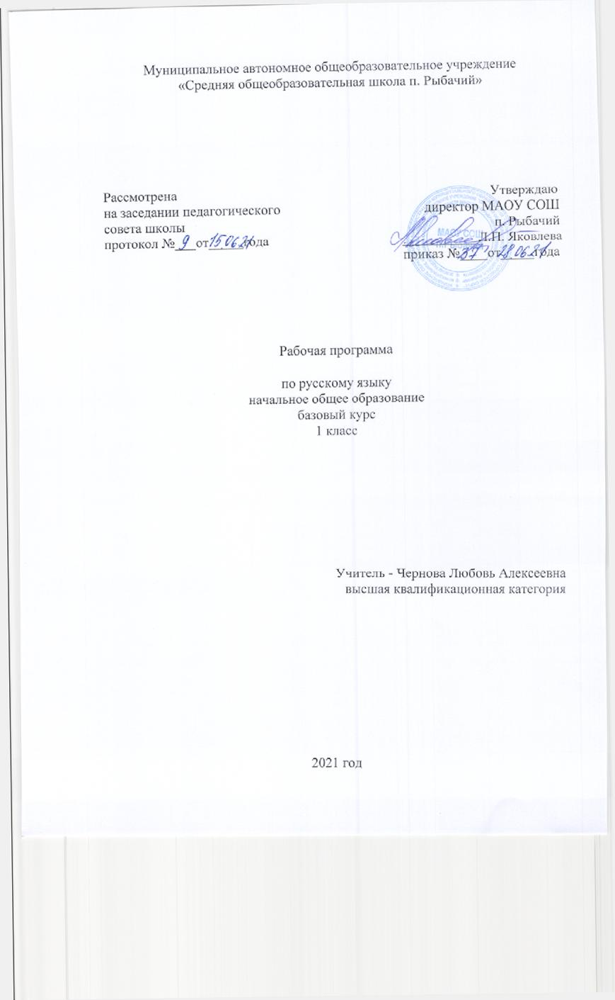 Муниципальное автономное общеобразовательное учреждение
«Средняя общеобразовательная школа п. Рыбачий»
Рассмотрена
на заседании педагогического
совета школы
протокол № 9 от 15.06.21 года
Утверждаю
директор МАОУ СОШ
п. Рыбачий
Яковлева
приказ № 37 от 28.06.21 года
МАОУ СОШ
Рабочая программа
по русскому языку
начальное общее образование
базовый курс
1 класс
Учитель - Чернова Любовь Алексеевна
высшая квалификационная категория
2021 год